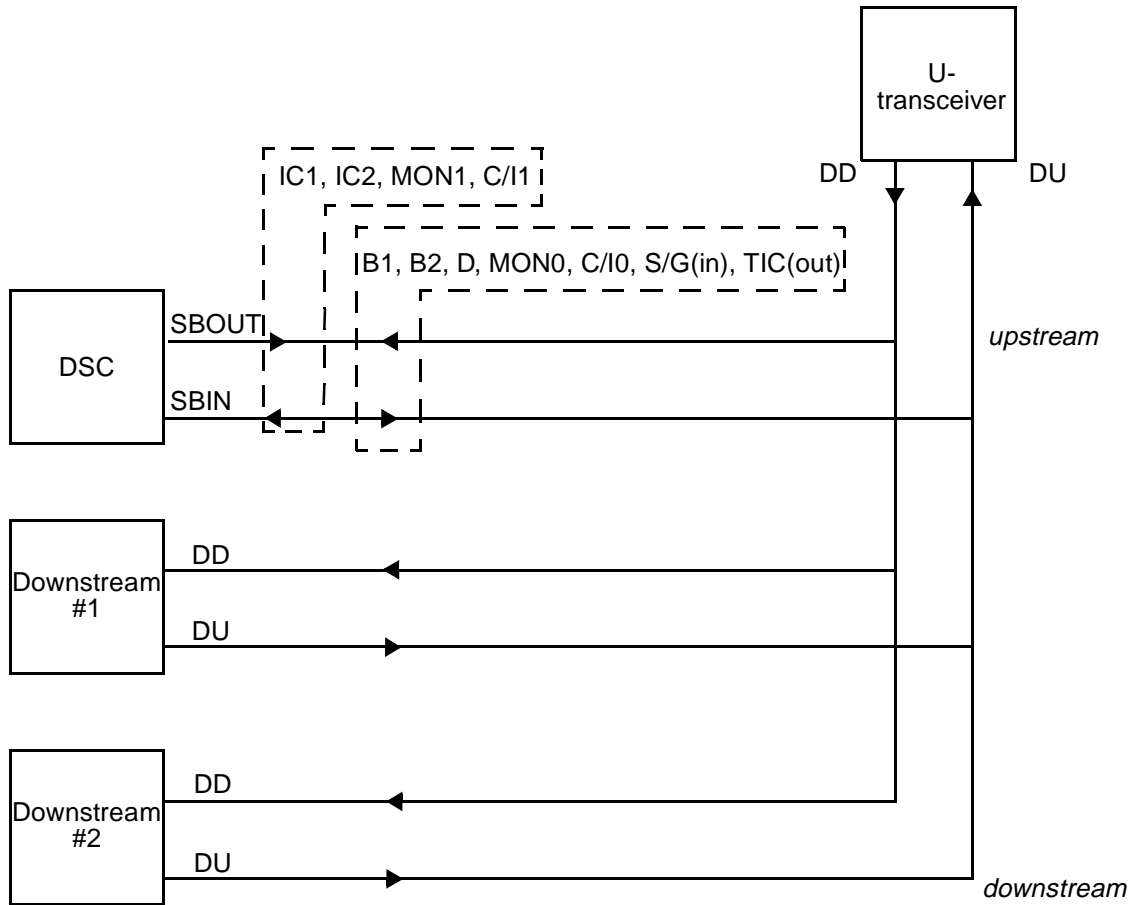 U-
transceiver
DD
DU
IC1, IC2, MON1, C/I1
B1, B2, D, MON0, C/I0, S/G(in), TIC(out)
SBOUT
upstream
DSC
SBIN
DD
Downstream
#1
DU
DD
Downstream
#2
DU
downstream